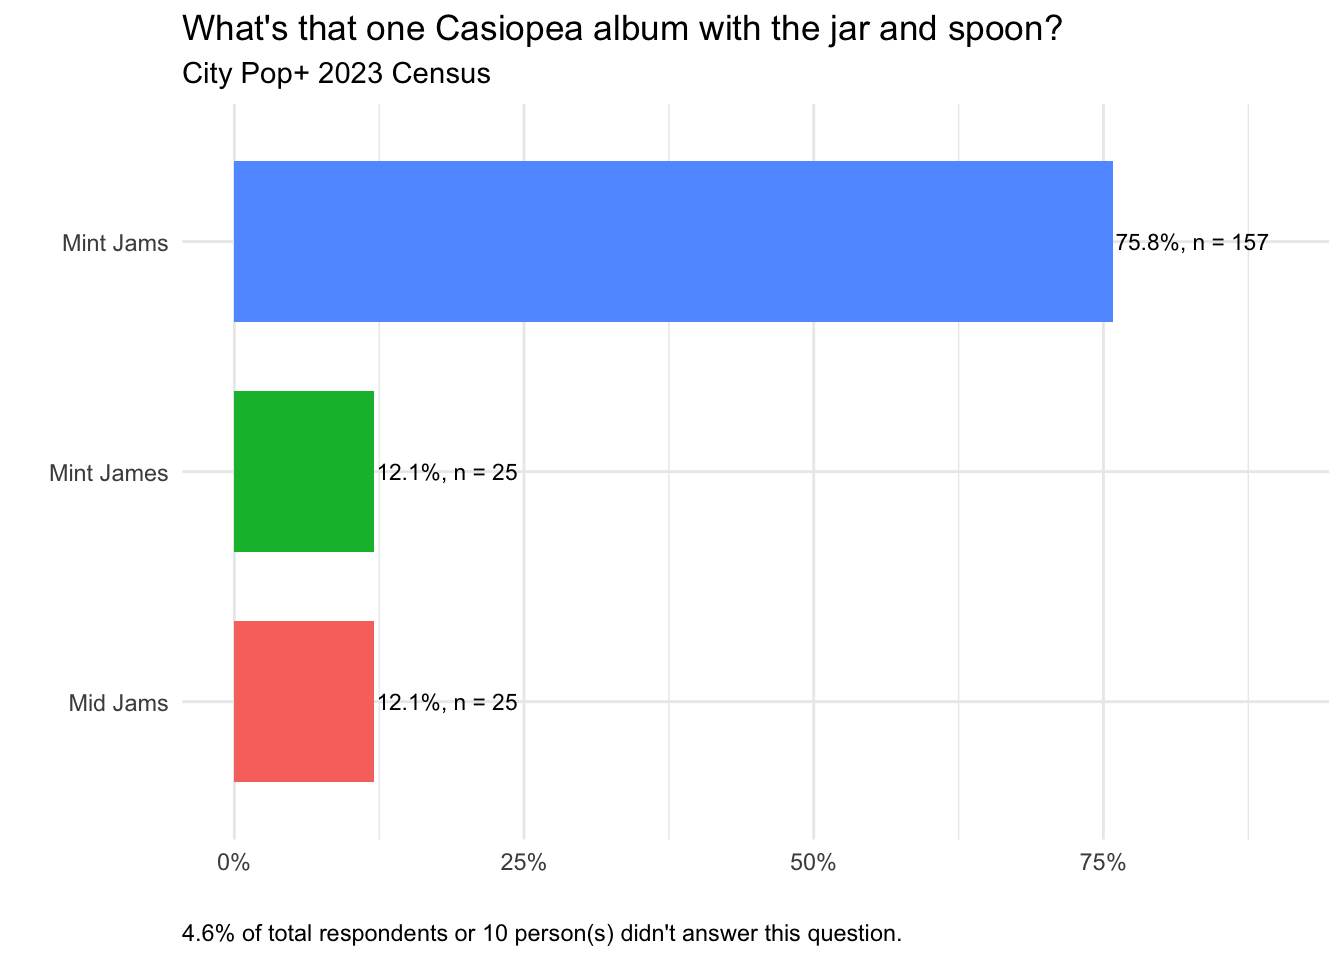 What's that one Casiopea album with the jar and spoon?
City Pop+ 2023 Census
Mint Jams
75.8%, n = 157
Mint James
12.1%, n = 25
Mid Jams
12.1%, n = 25
0%
25%
50%
75%
4.6% of total respondents or 10 person(s) didn't answer this question.